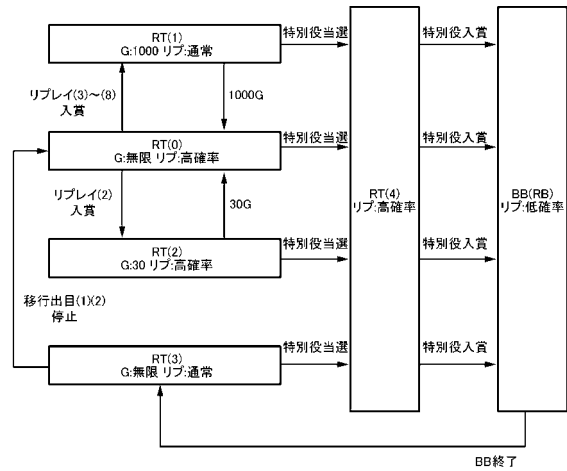 RT(1)
G:1000 リプ:通常
特別役当選
特別役入賞
リプレイ(3)～(8)
入賞
1000G
RT(0)
G:無限 リプ:高確率
特別役当選
特別役入賞
リプレイ(2)
入賞
30G
RT(4)
リプ:高確率
BB(RB)
リプ:低確率
RT(2)
G:30 リプ:高確率
特別役当選
特別役入賞
移行出目(1)(2)
停止
RT(3)
G:無限 リプ:通常
特別役当選
特別役入賞
BB終了